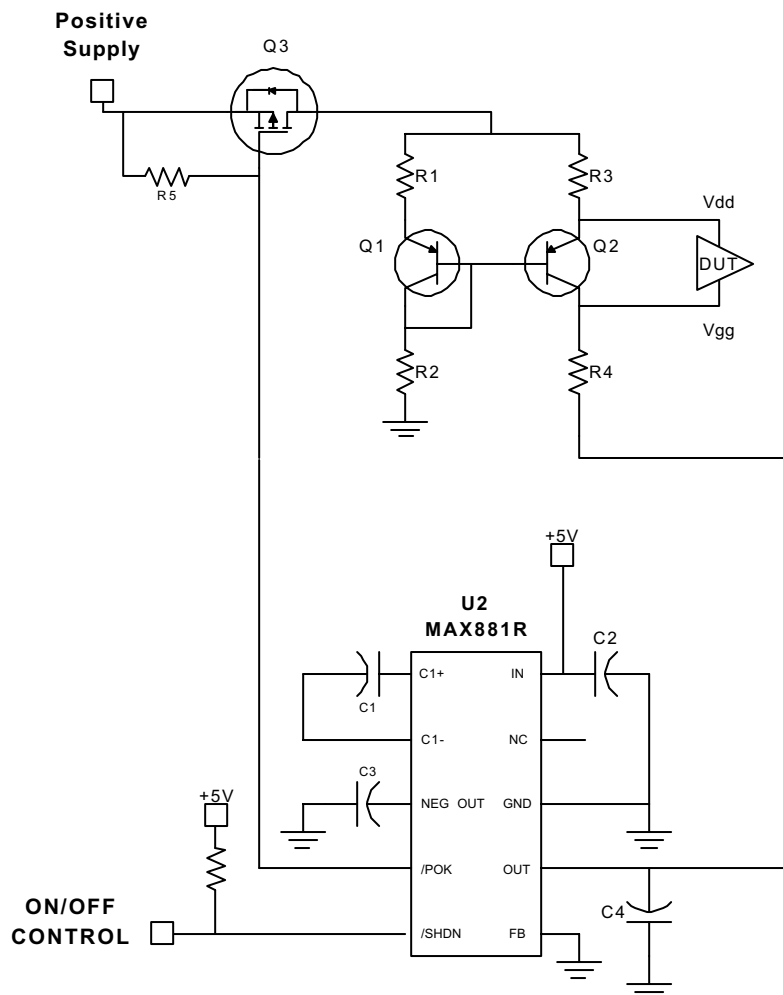 Positive
Supply
Q3
R5
R1
R3
Vdd
Q1
Q2
DUT
Vgg
R2
R4
+5V
U2
MAX881R
C2
C1+
IN
C1
C1-
NC
C3
+5V
NEG OUT
GND
/POK
OUT
ON/OFF
CONTROL
C4
/SHDN
FB